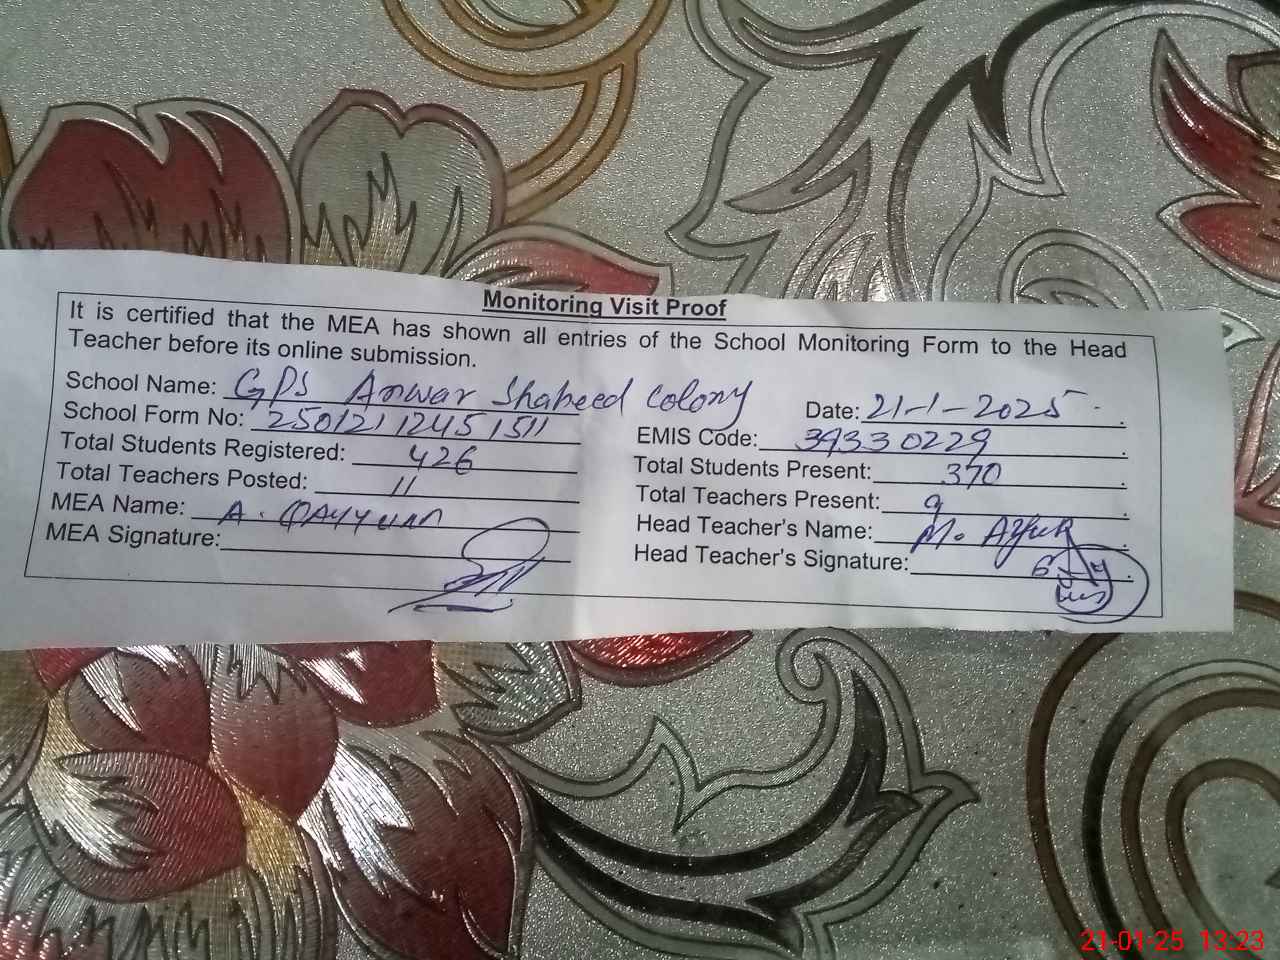 Monitoring Visit Proof
It is certified that the MEA has shown all entries of the School Monitoring Form to the Head
Teacher before its online submission.
School Name: GPS Anwar Shaheed Colony Date: 21-1-2025
School Form No: 25012112451511 EMIS Code: 39330229
Total Students Registered: 426 Total Students Present: 370
Total Teachers Posted: 11 Total Teachers Present: 9
MEA Name: A. QAYYUM Head Teacher's Name: M.
MEA Signature: Head Teacher's Signature:
21-01-25 13:23